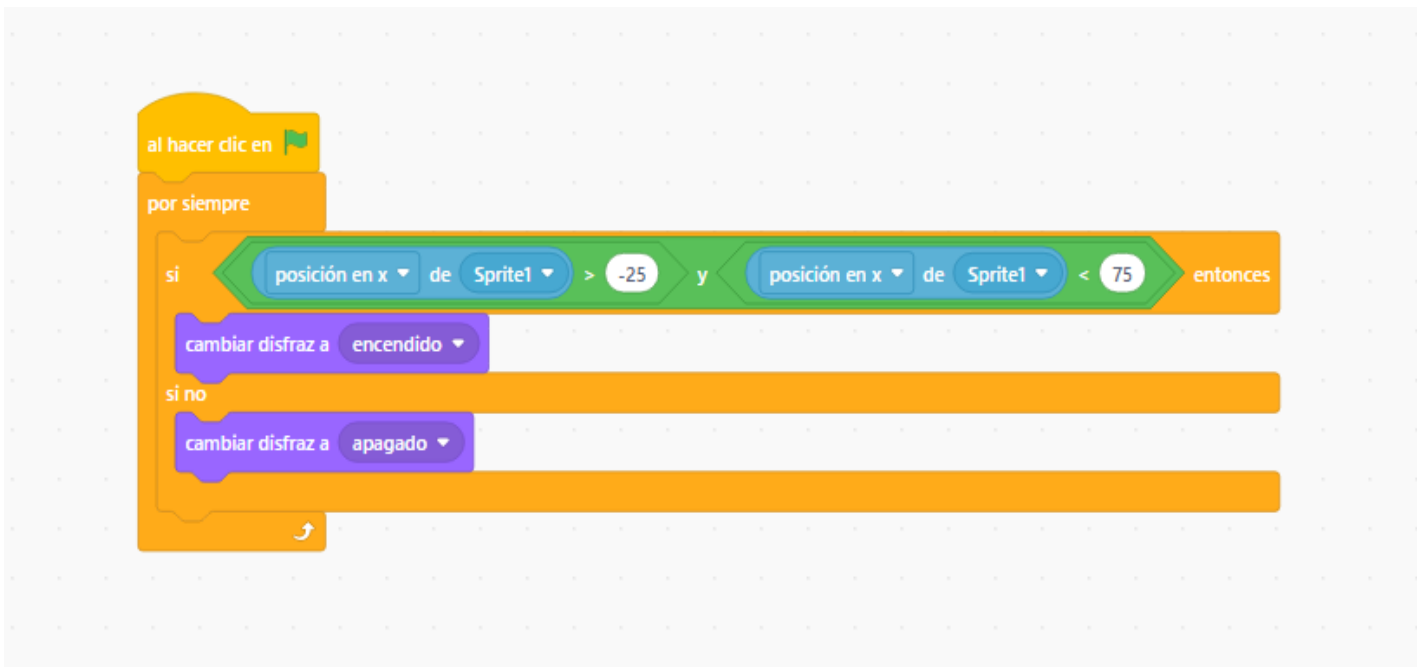 al hacer clic en
por siempre
si posición en x de Sprite1 > -25 y posición en x de Sprite1 < 75 entonces
cambiar disfraz a encendido
si no
cambiar disfraz a apagado